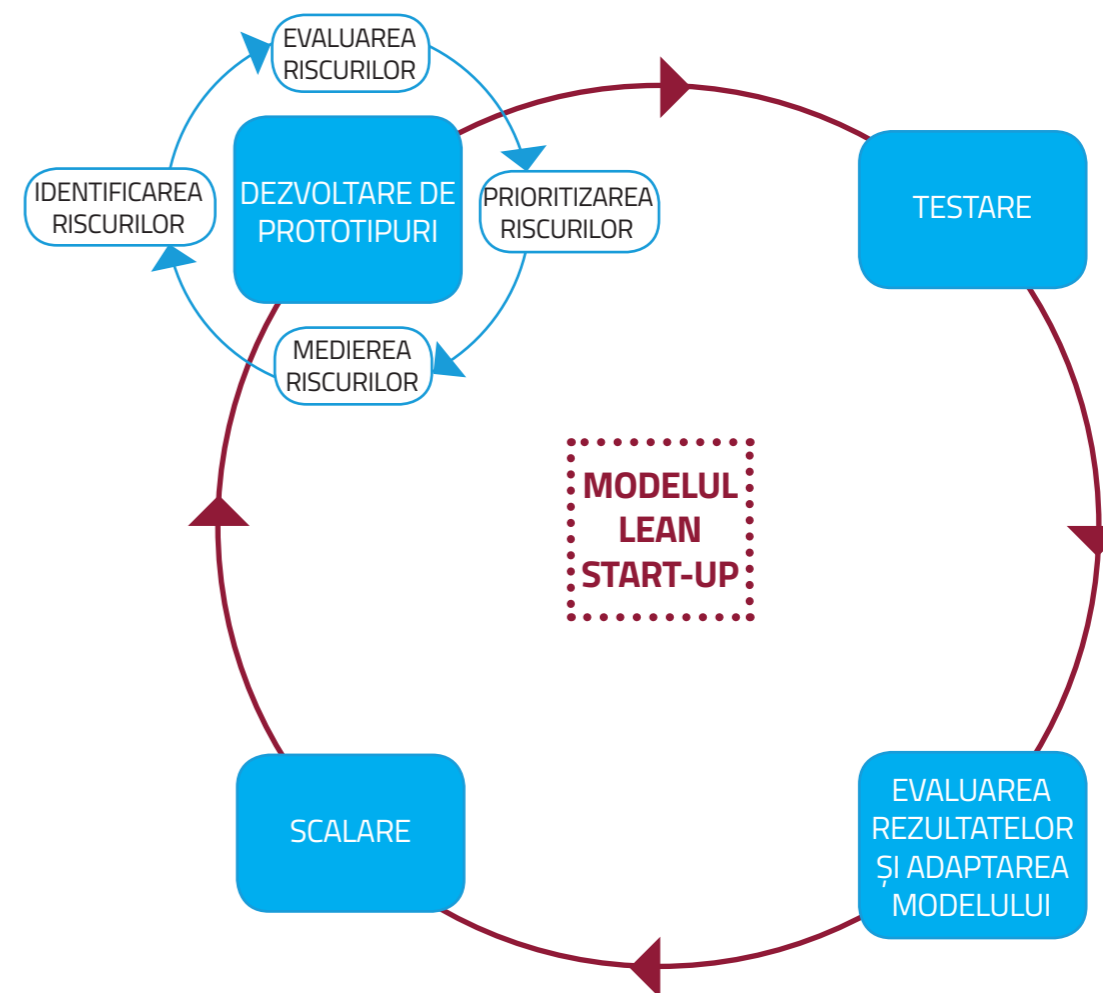 EVALUAREA
RISCURILOR
IDENTIFICAREA
RISCURILOR
DEZVOLTARE DE
PROTOTIPURI
PRIORITIZAREA
RISCURILOR
MEDIEREA
RISCURILOR
TESTARE
MODELUL
LEAN
START-UP
SCALARE
EVALUAREA
REZULTATELOR
ȘI ADAPTAREA
MODELULUI